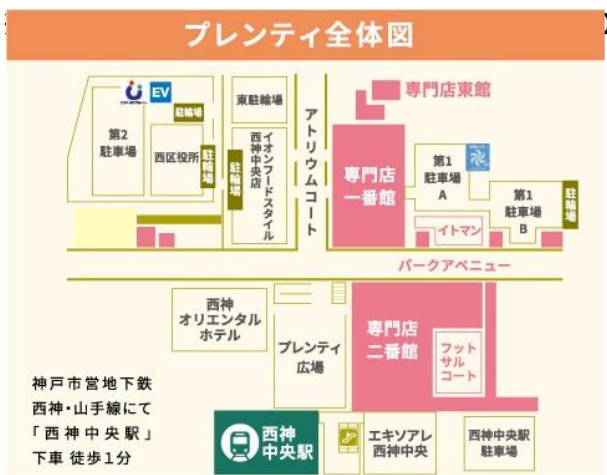 プレンティ全体図
EV
駐輪場
第2
駐車場
西区役所
駐輪場
東駐輪場
イオンフードスタイル
西神中央店
駐輪場
アトリウムコート
専門店東館
専門店
一番館
第1
駐車場
A
第1
駐車場
B
駐輪場
イトマン
パークアベニュー
西神
オリエンタル
ホテル
プレンティ
広場
専門店
二番館
フット
サル
コート
神戸市営地下鉄
西神・山手線にて
「西神中央駅」
下車 徒歩1分
西神
中央駅
エキソアレ
西神中央
西神中央駅
駐車場